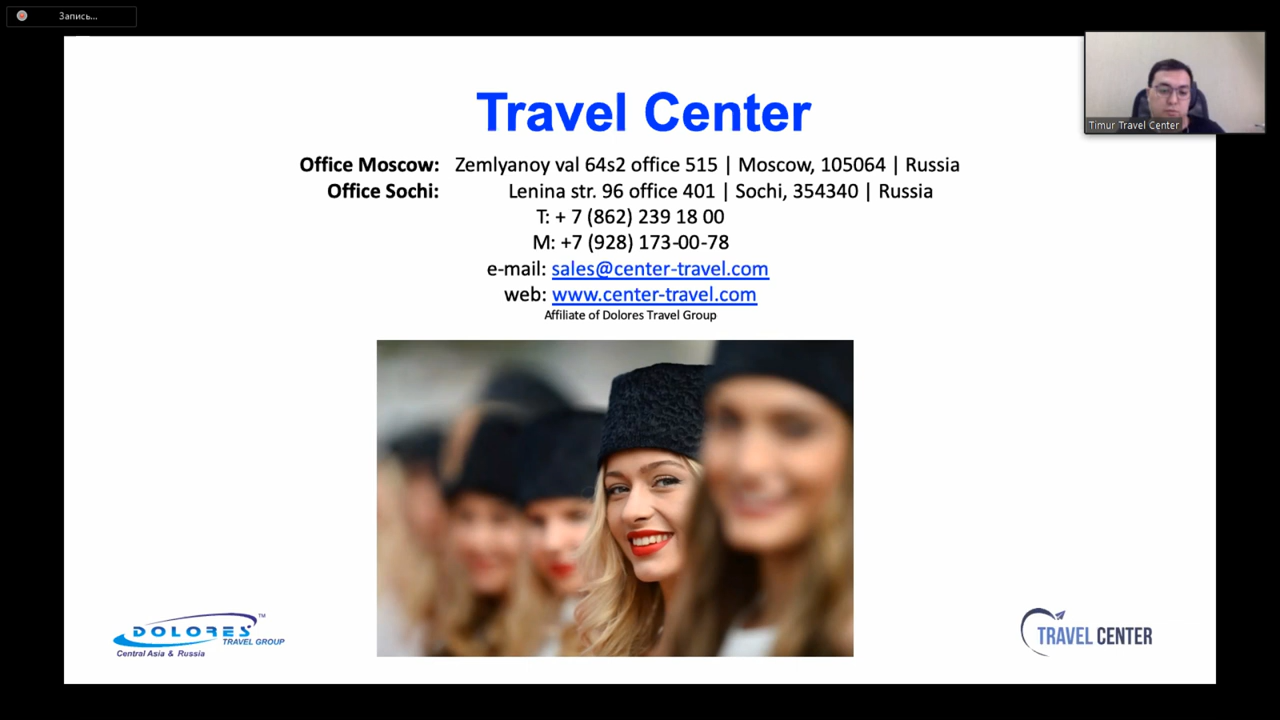 Запись...
Travel Center
Office Moscow: Zemlyanoy val 64s2 office 515 | Moscow, 105064 | Russia
Office Sochi: Lenina str. 96 office 401 | Sochi, 354340 | Russia
T: + 7 (862) 239 18 00
M: +7 (928) 173-00-78
e-mail: sales@center-travel.com
web: www.center-travel.com
Affiliate of Dolores Travel Group
Timur Travel Center
DOLORES™
TRAVEL GROUP
Central Asia & Russia
TRAVEL CENTER